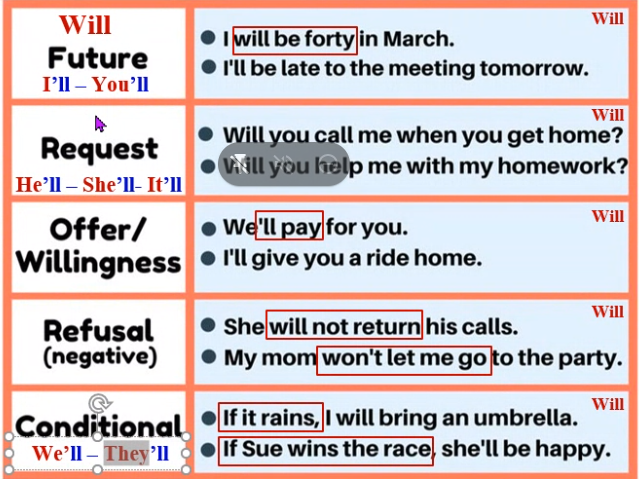 Will
Future
I'll – You'll
Will
I will be forty in March.
I'll be late to the meeting tomorrow.
Request
He'll – She'll- It'll
Will
Will you call me when you get home?
Will you help me with my homework?
Offer/
Willingness
Will
We'll pay for you.
I'll give you a ride home.
Refusal
(negative)
Will
She will not return his calls.
My mom won't let me go to the party.
Conditional
We'll – They'll
Will
If it rains, I will bring an umbrella.
If Sue wins the race, she'll be happy.